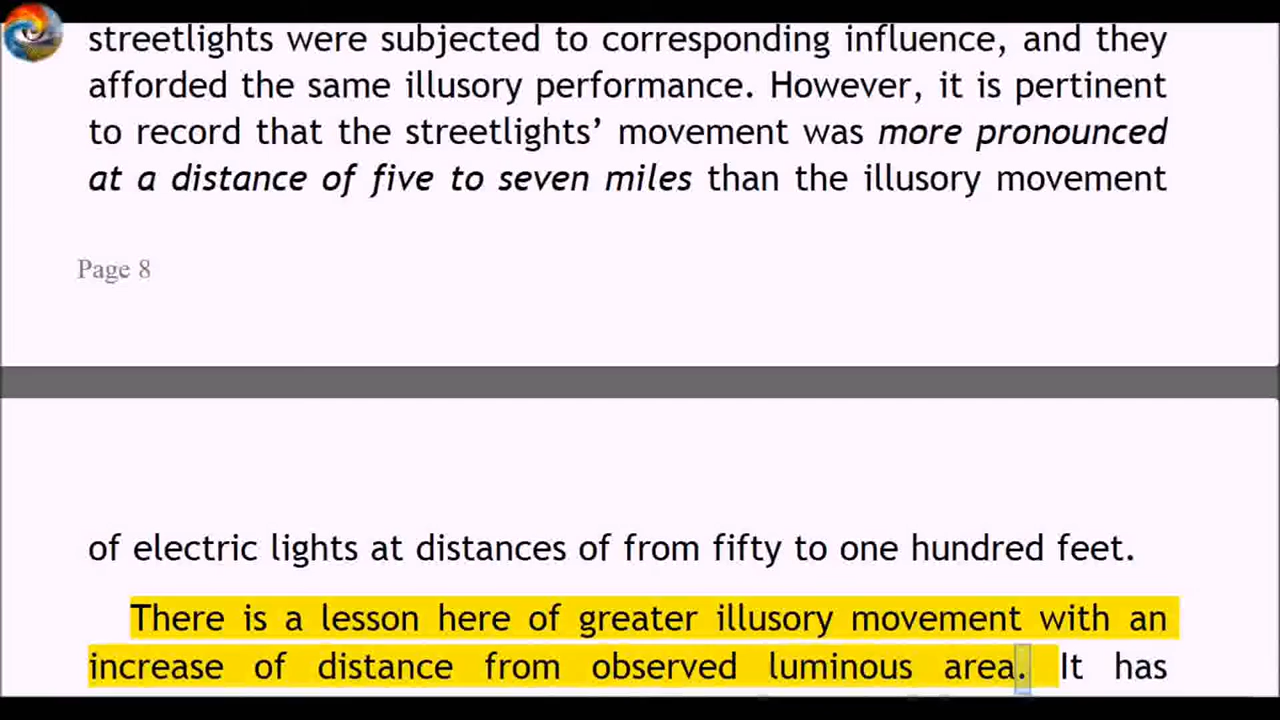 streetlights were subjected to corresponding influence, and they
afforded the same illusory performance. However, it is pertinent
to record that the streetlights’ movement was more pronounced
at a distance of five to seven miles than the illusory movement
Page 8
of electric lights at distances of from fifty to one hundred feet.
There is a lesson here of greater illusory movement with an
increase of distance from observed luminous area. It has